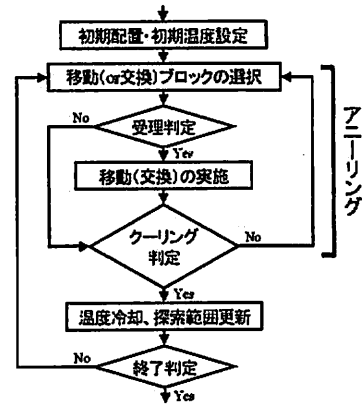 初期配置・初期温度設定
移動(or交換)ブロックの選択
No
受理判定
Yes
移動(交換)の実施
クーリング
判定
No
Yes
温度冷却、探索範囲更新
No
終了判定
Yes
アニーリング